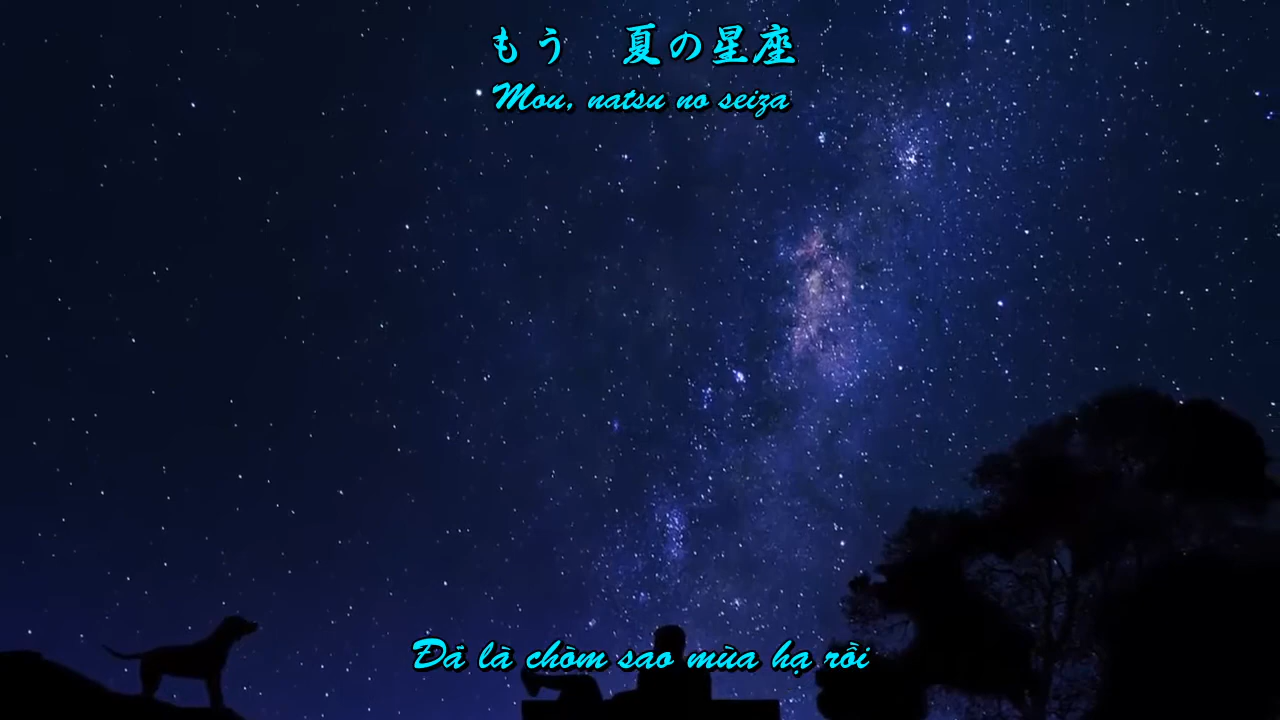 もう　夏の星座
Mou, natsu no seiza
Đã là chòm sao mùa hạ rồi